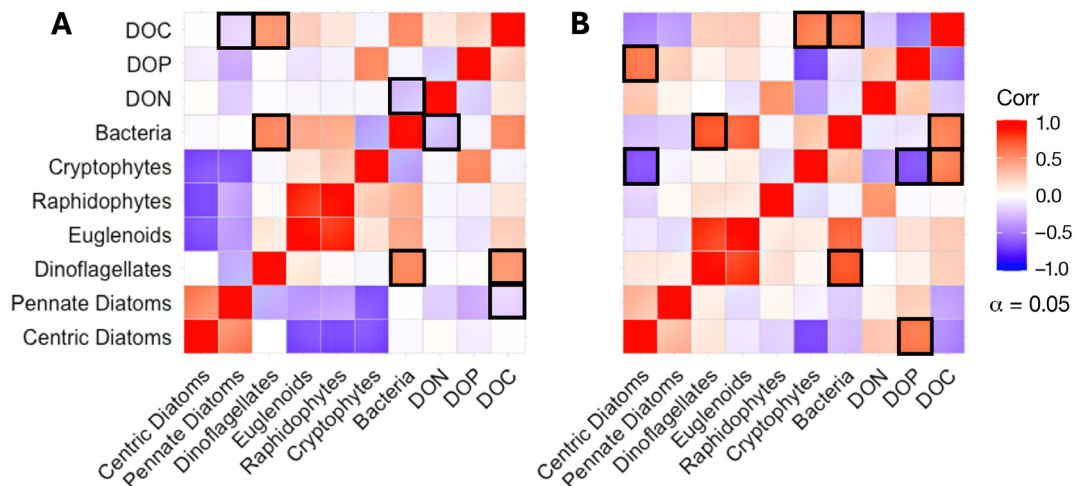 A
B
DOC
DOP
DON
Bacteria
Cryptophytes
Raphidophytes
Euglenoids
Dinoflagellates
Pennate Diatoms
Centric Diatoms
Corr
1.0
0.5
0.0
−0.5
−1.0
α = 0.05
Centric Diatoms
Pennate Diatoms
Dinoflagellates
Euglenoids
Raphidophytes
Cryptophytes
Bacteria
DON
DOP
DOC
Centric Diatoms
Pennate Diatoms
Dinoflagellates
Euglenoids
Raphidophytes
Cryptophytes
Bacteria
DON
DOP
DOC